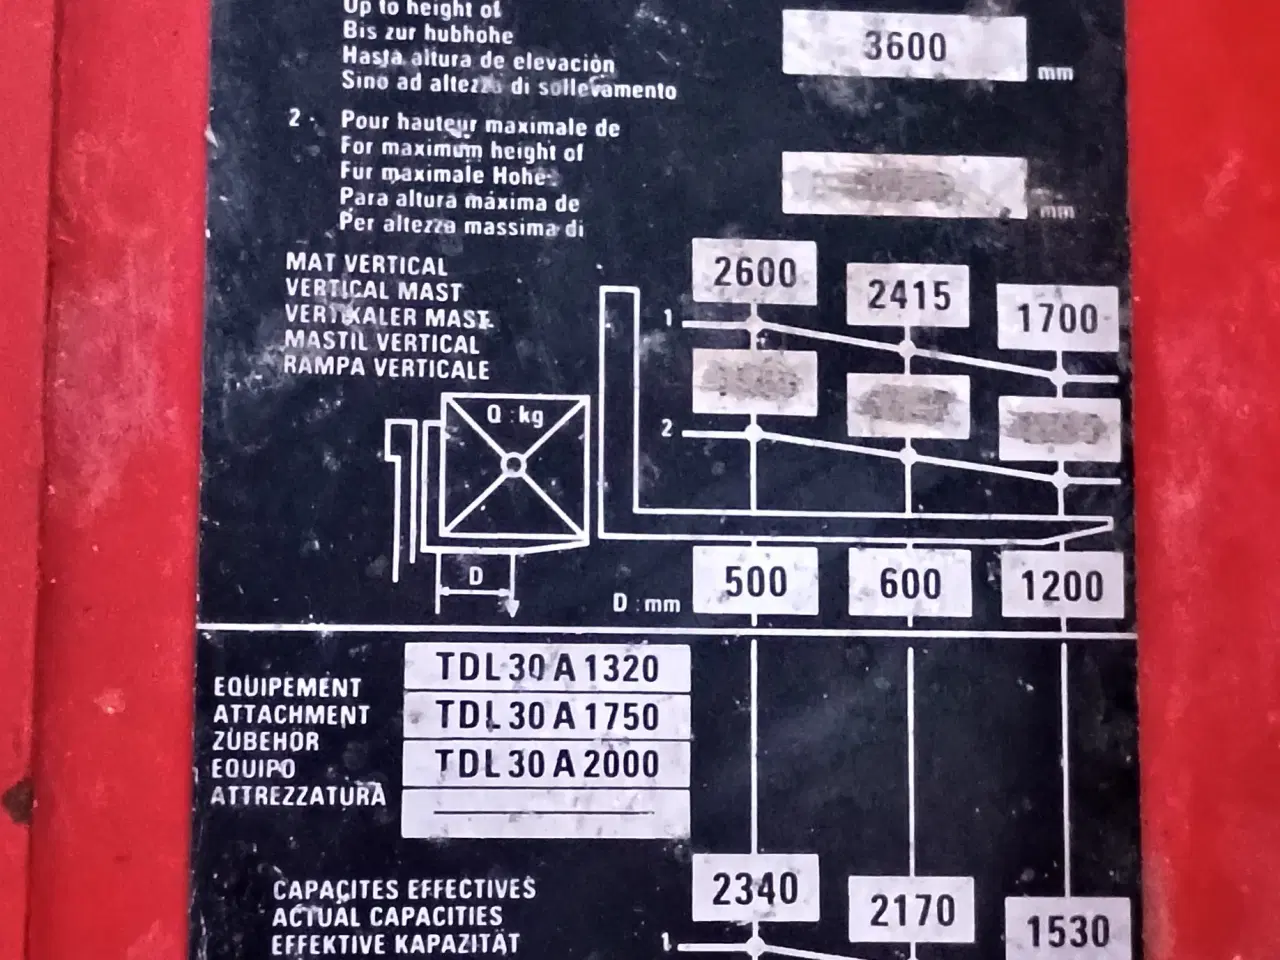 Up to height of
Bis zur hubhohe
3600
Hasta altura de elevaciòn
mm
Sino ad altezza di sollevamento
2 · Pour hauteur maximale de
For maximum height of
Fur maximale Hohe
Para altura màxima de
mm
Per altezza massima di
MAT VERTICAL
VERTICAL MAST
VERTIKALER MAST
MASTIL VERTICAL
RAMPA VERTICALE
2600
2415
1700
1
2
Q : kg
D
D : mm
500
600
1200
EQUIPEMENT
ATTACHMENT
ZÙBEHÖR
EQUIPO
ATTREZZATURA
TDL 30 A 1320
TDL 30 A 1750
TDL 30 A 2000
CAPAÇITES EFFECTIVES
ACTUAL CAPACITIES
EFFEKTIVE KAPAZITÄT
2340
2170
1530
1